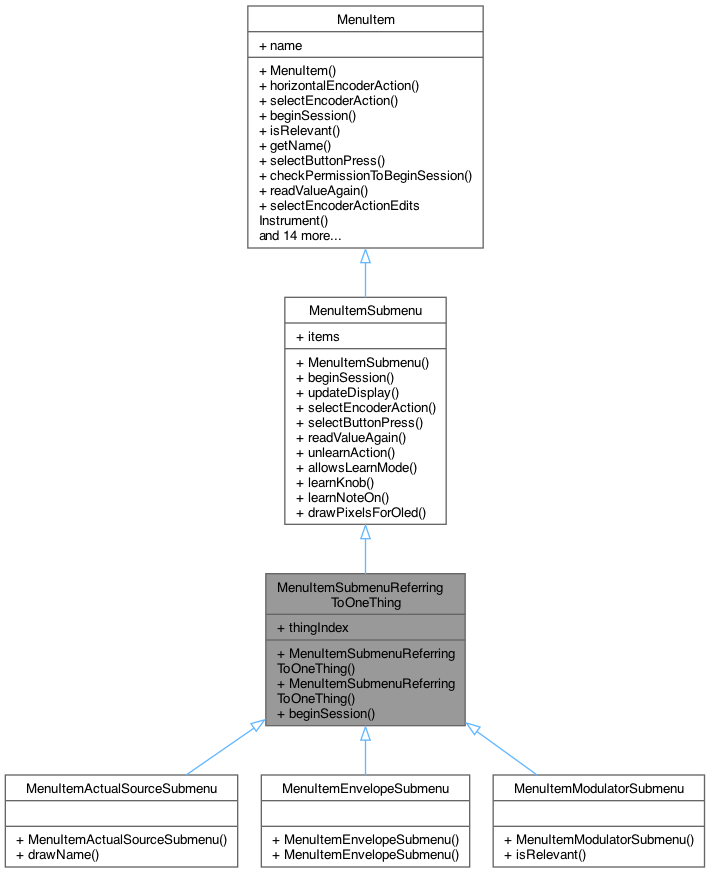 MenuItem
+ name
+ MenuItem()
+ horizontalEncoderAction()
+ selectEncoderAction()
+ beginSession()
+ isRelevant()
+ getName()
+ selectButtonPress()
+ checkPermissionToBeginSession()
+ readValueAgain()
+ selectEncoderActionEdits
Instrument()
and 14 more...
MenuItemSubmenu
+ items
+ MenuItemSubmenu()
+ beginSession()
+ updateDisplay()
+ selectEncoderAction()
+ selectButtonPress()
+ readValueAgain()
+ unlearnAction()
+ allowsLearnMode()
+ learnKnob()
+ learnNoteOn()
+ drawPixelsForOled()
MenuItemSubmenuReferring
ToOneThing
+ thingIndex
+ MenuItemSubmenuReferring
ToOneThing()
+ MenuItemSubmenuReferring
ToOneThing()
+ beginSession()
MenuItemActualSourceSubmenu
+ MenuItemActualSourceSubmenu()
+ drawName()
MenuItemEnvelopeSubmenu
+ MenuItemEnvelopeSubmenu()
+ MenuItemEnvelopeSubmenu()
MenuItemModulatorSubmenu
+ MenuItemModulatorSubmenu()
+ isRelevant()